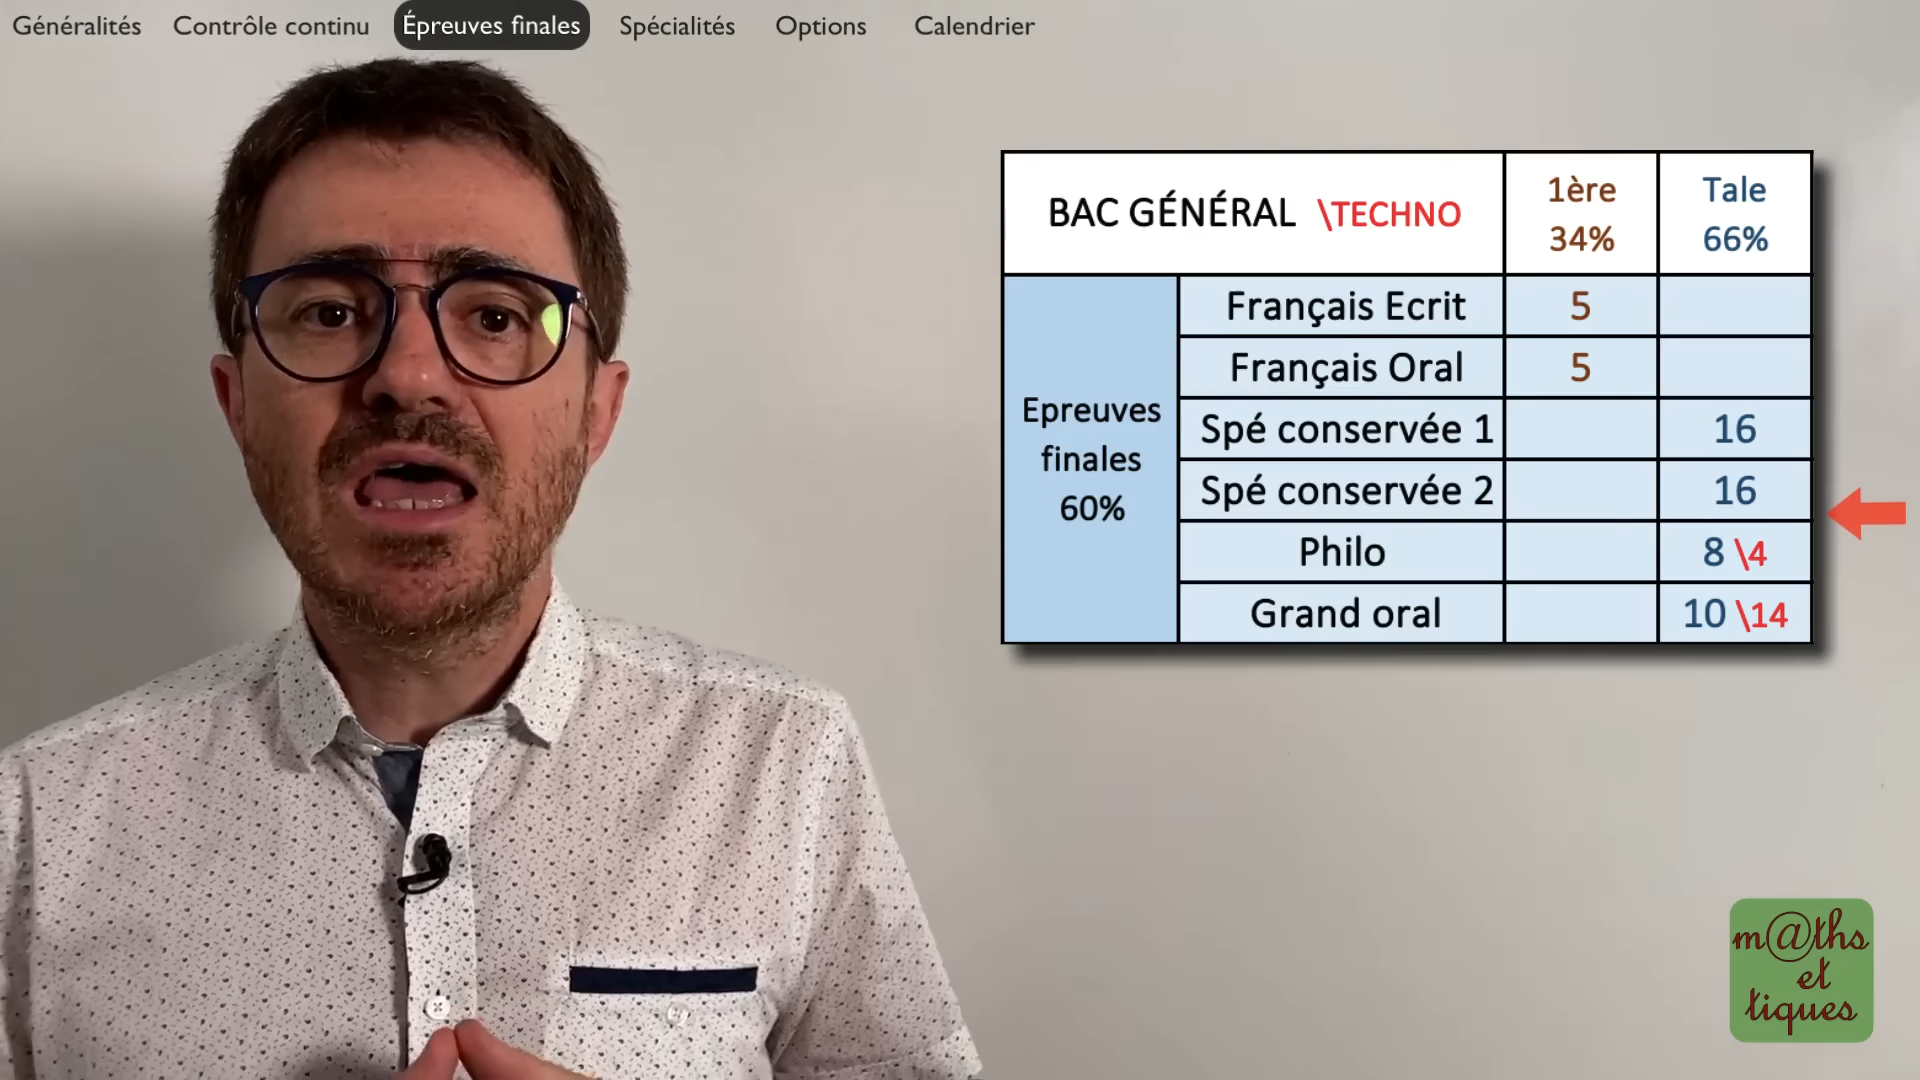 Généralités Contrôle continu Épreuves finales Spécialités Options Calendrier
BAC GÉNÉRAL \TECHNO 1ère 34% Tale 66%
Epreuves finales 60%
Français Ecrit 5
Français Oral 5
Spé conservée 1 16
Spé conservée 2 16
Philo 8 \4
Grand oral 10 \14
m@ths
et
tiques